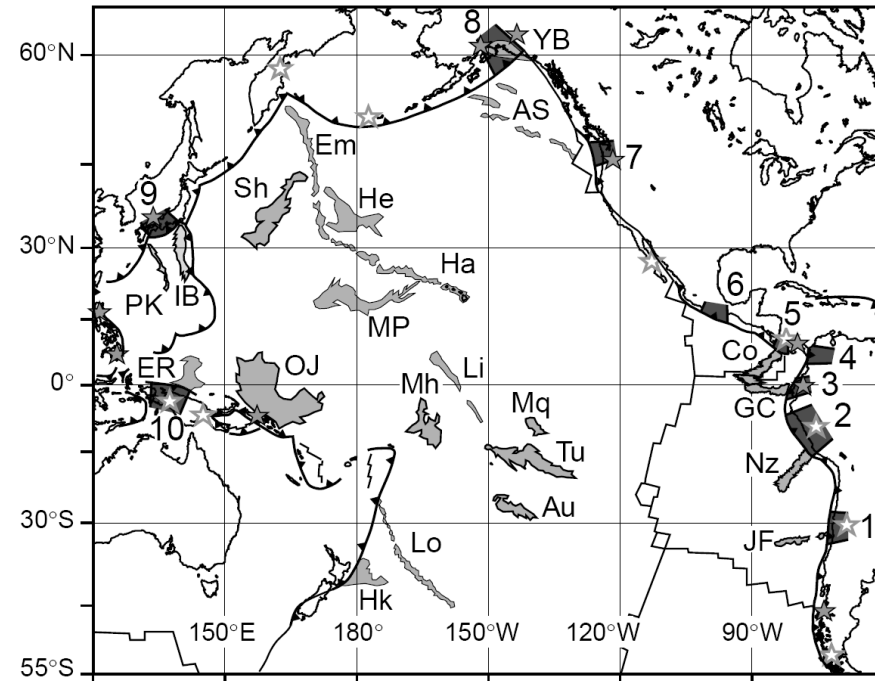 60°N
8
YB
AS
Em
7
9
Sh
He
30°N
Ha
6
PK
IB
MP
5
Co
4
ER
OJ
Li
0°
Mh
3
GC
Mq
2
10
Tu
Nz
Au
30°S
1
JF
Lo
Hk
150°E
180°
150°W
120°W
90°W
55°S